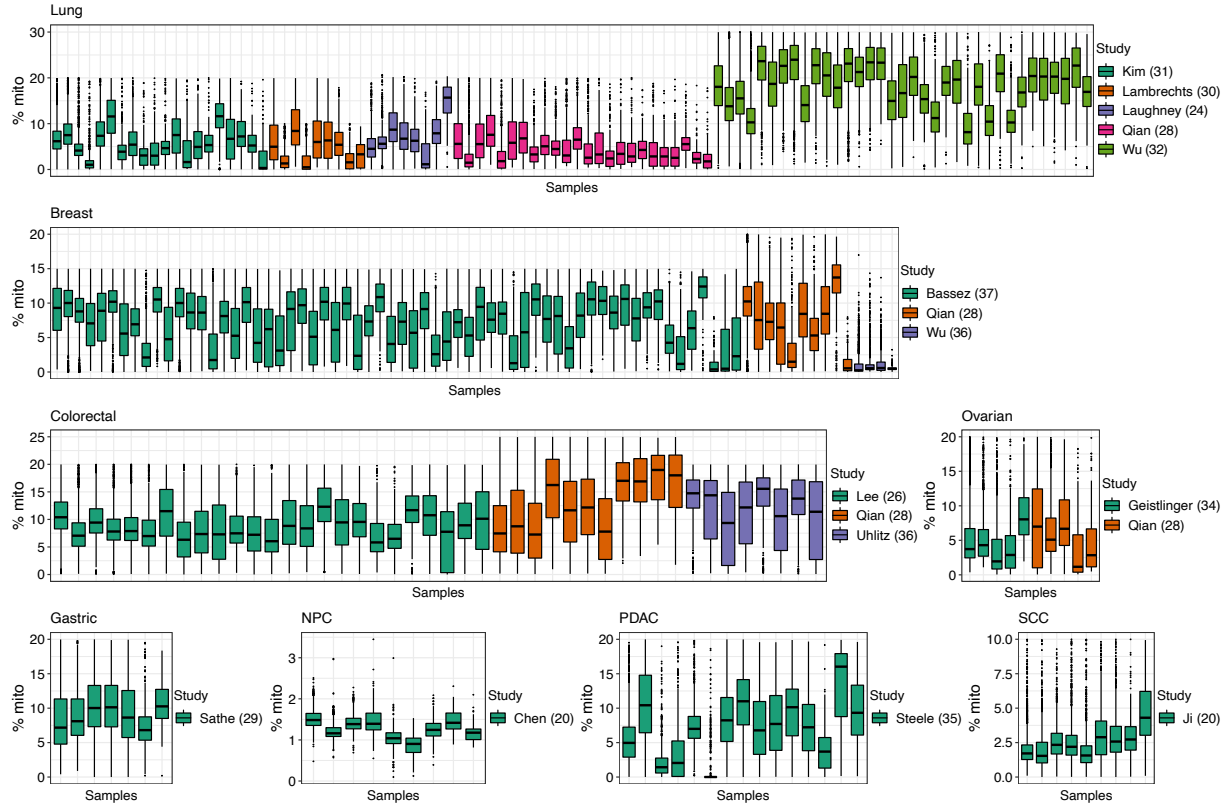 Lung
% mito
30
20
10
0
Samples
Study
Kim (31)
Lambrechts (30)
Laughney (24)
Qian (28)
Wu (32)
Breast
% mito
20
15
10
5
0
Samples
Study
Bassez (37)
Qian (28)
Wu (36)
Colorectal
% mito
25
20
15
10
5
0
Samples
Study
Lee (26)
Qian (28)
Uhlitz (36)
Ovarian
% mito
20
15
10
5
0
Samples
Study
Geistlinger (34)
Qian (28)
Gastric
% mito
20
15
10
5
0
Samples
Study
Sathe (29)
NPC
% mito
3
2
1
0
Samples
Study
Chen (20)
PDAC
% mito
20
15
10
5
0
Samples
Study
Steele (35)
SCC
% mito
10.0
7.5
5.0
2.5
0.0
Samples
Study
Ji (20)